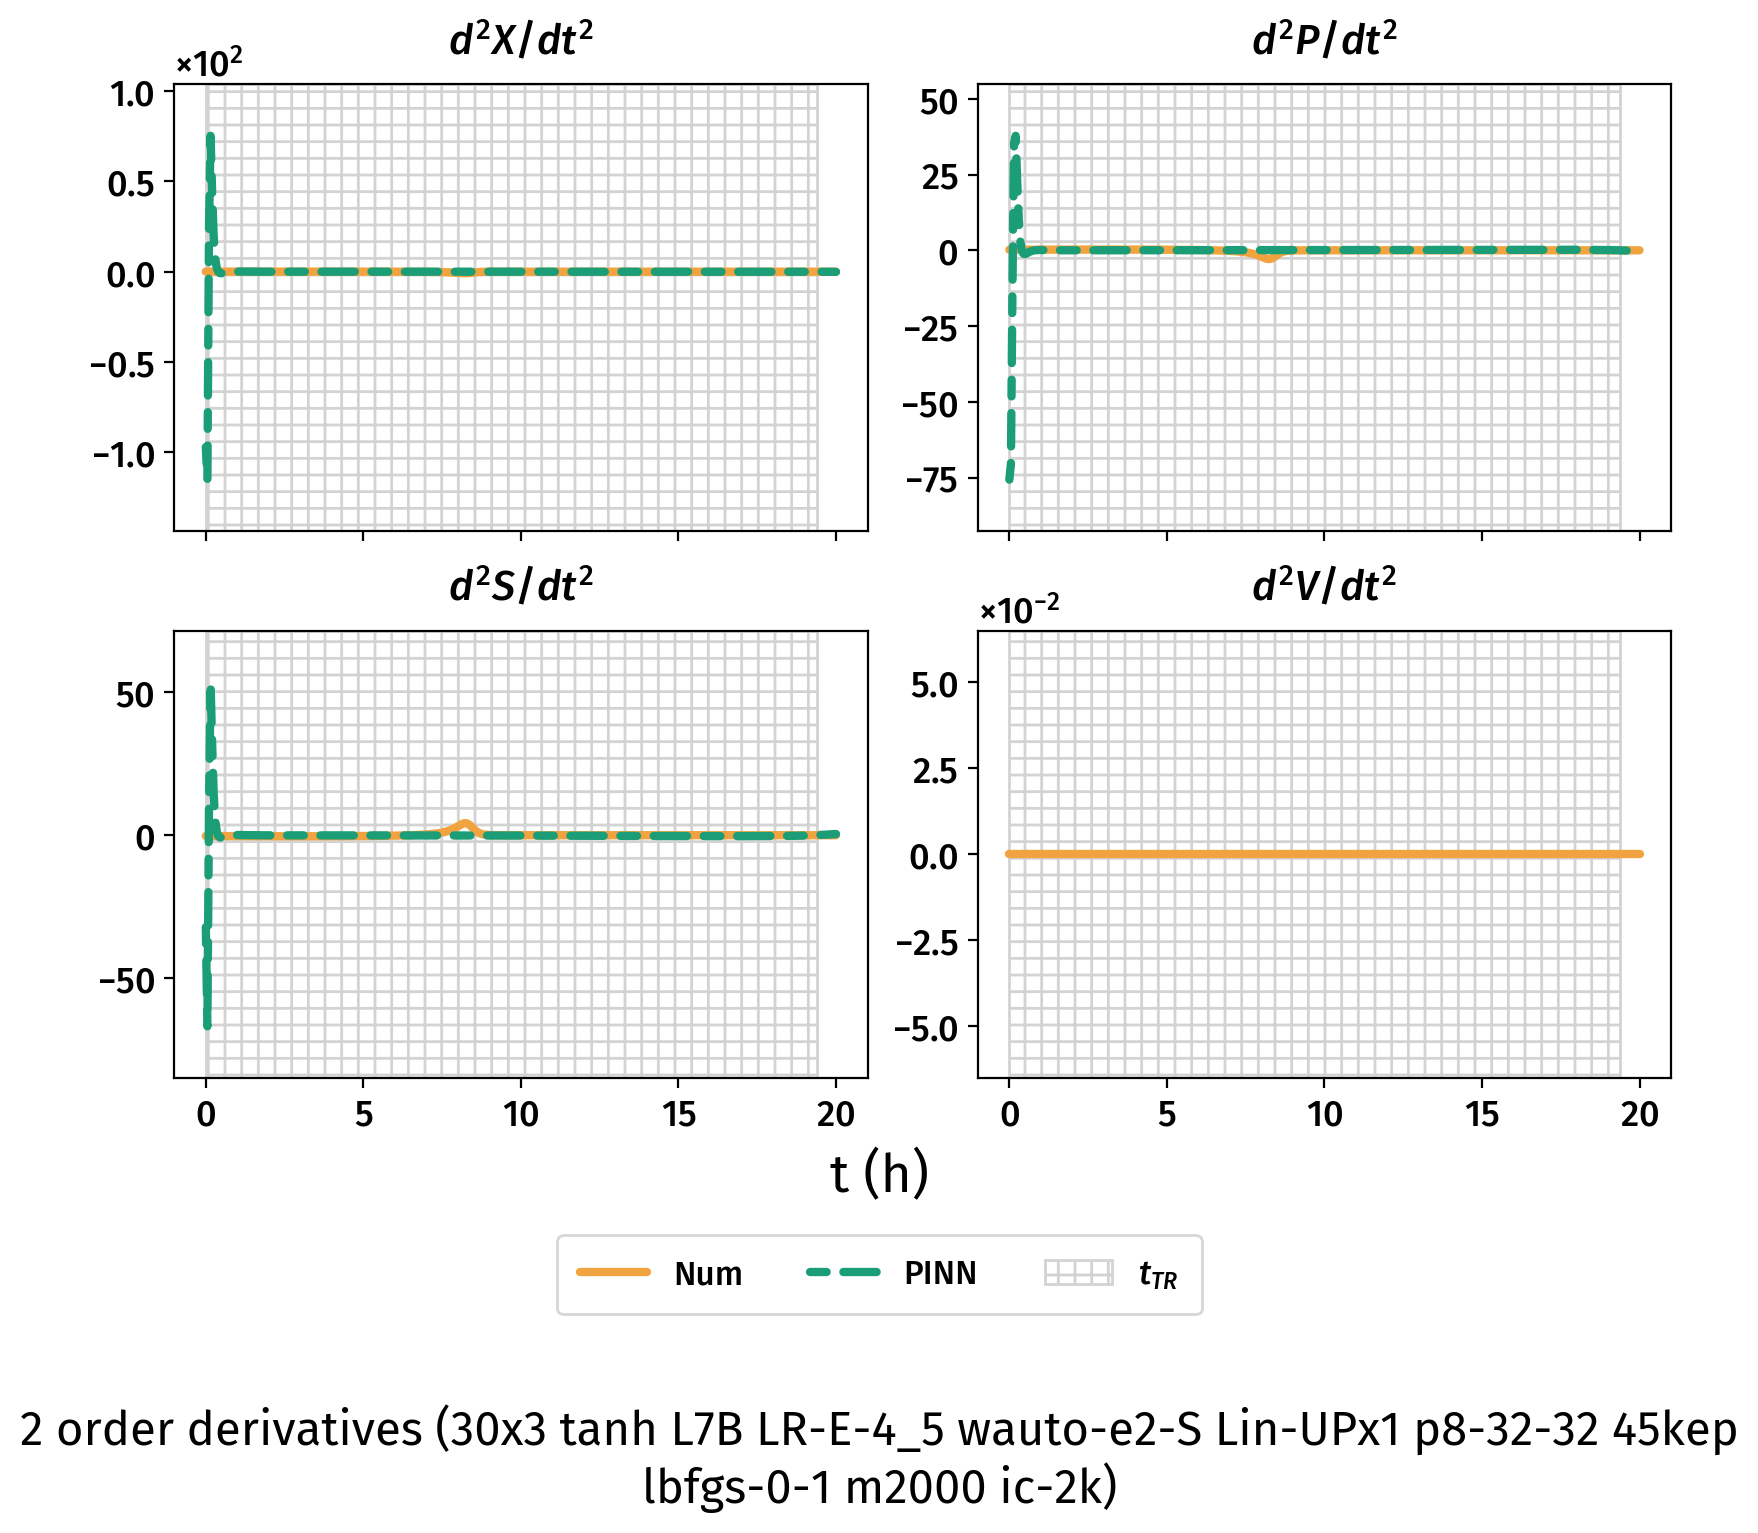 d²X/dt²
×10²
1.0
0.5
0.0
−0.5
−1.0
d²P/dt²
50
25
0
−25
−50
−75
d²S/dt²
50
0
−50
0 5 10 15 20
d²V/dt²
×10⁻²
5.0
2.5
0.0
−2.5
−5.0
0 5 10 15 20
t (h)
Num PINN t_TR
2 order derivatives (30x3 tanh L7B LR-E-4_5 wauto-e2-S Lin-UPx1 p8-32-32 45kep
lbfgs-0-1 m2000 ic-2k)